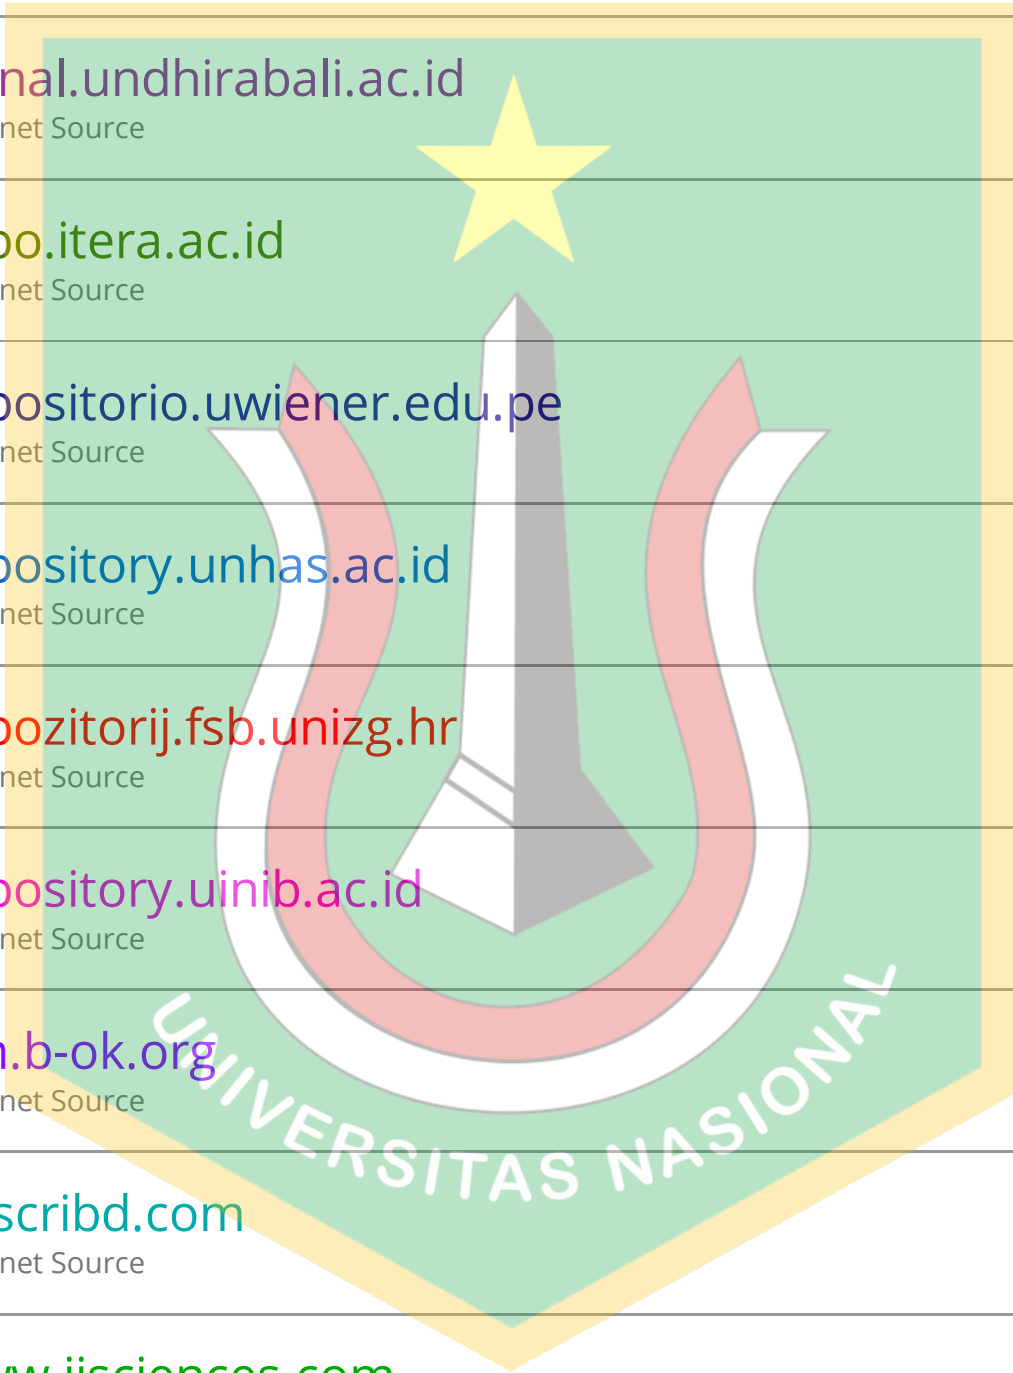 nal.undhirabali.ac.id
net Source
po.itera.ac.id
net Source
positorio.uwiener.edu.pe
net Source
pository.unhas.ac.id
net Source
pozitorij.fsb.unizg.hr
net Source
pository.uinib.ac.id
net Source
.b-ok.org
net Source
scribd.com
net Source
UNIVERSITAS NASIONAL